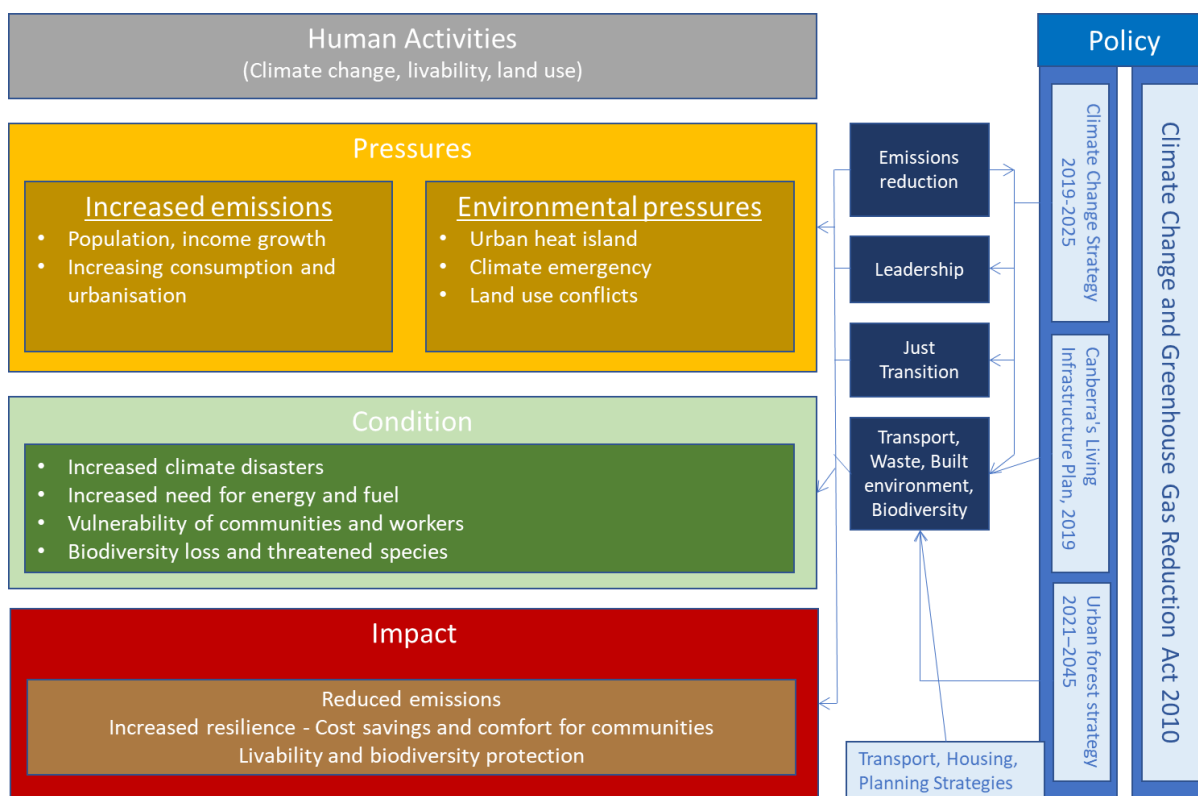 Human Activities
(Climate change, livability, land use)
Pressures
Increased emissions
• Population, income growth
• Increasing consumption and
urbanisation
Environmental pressures
• Urban heat island
• Climate emergency
• Land use conflicts
Condition
• Increased climate disasters
• Increased need for energy and fuel
• Vulnerability of communities and workers
• Biodiversity loss and threatened species
Impact
Reduced emissions
Increased resilience - Cost savings and comfort for communities
Livability and biodiversity protection
Emissions
reduction
Leadership
Just
Transition
Transport,
Waste, Built
environment,
Biodiversity
Transport, Housing,
Planning Strategies
Policy
Climate Change Strategy
2019-2025
Canberra's Living
Infrastructure Plan, 2019
Urban forest strategy
2021–2045
Climate Change and Greenhouse Gas Reduction Act 2010